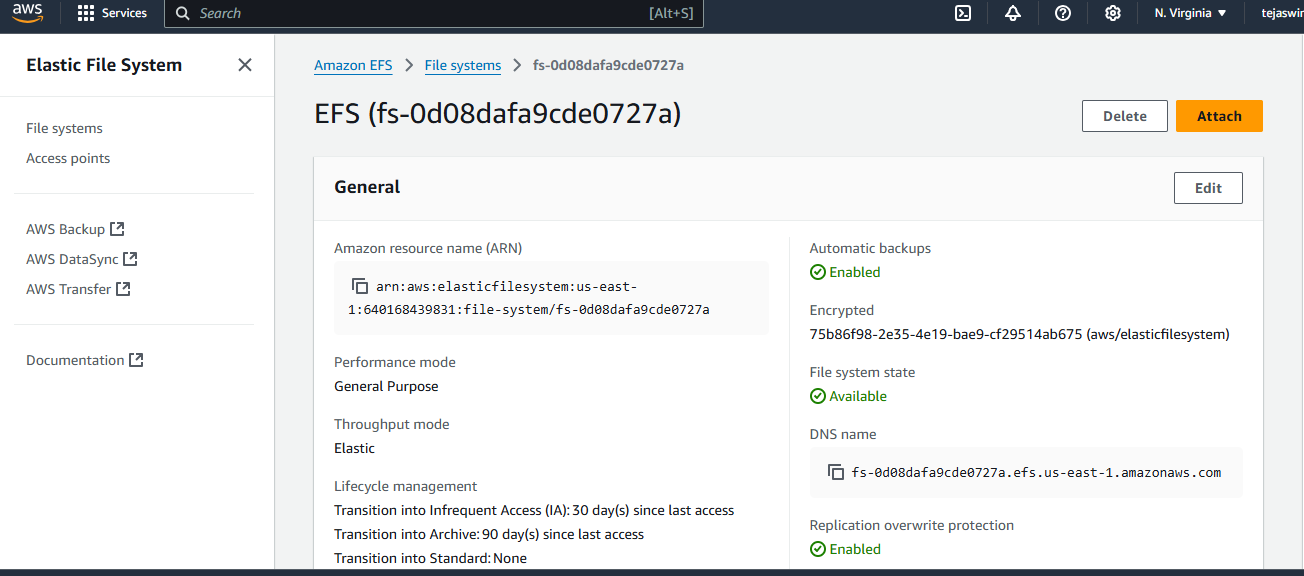 aws
Services
Search
[Alt+S]
N. Virginia
Elastic File System
File systems
Access points
AWS Backup
AWS DataSync
AWS Transfer
Documentation
Amazon EFS > File systems > fs-0d08dafa9cde0727a
EFS (fs-0d08dafa9cde0727a)
Delete
Attach
General
Edit
Amazon resource name (ARN)
arn:aws:elasticfilesystem:us-east-
1:640168439831:file-system/fs-0d08dafa9cde0727a
Performance mode
General Purpose
Throughput mode
Elastic
Lifecycle management
Transition into Infrequent Access (IA): 30 day(s) since last access
Transition into Archive: 90 day(s) since last access
Transition into Standard: None
Automatic backups
Enabled
Encrypted
75b86f98-2e35-4e19-bae9-cf29514ab675 (aws/elasticfilesystem)
File system state
Available
DNS name
fs-0d08dafa9cde0727a.efs.us-east-1.amazonaws.com
Replication overwrite protection
Enabled